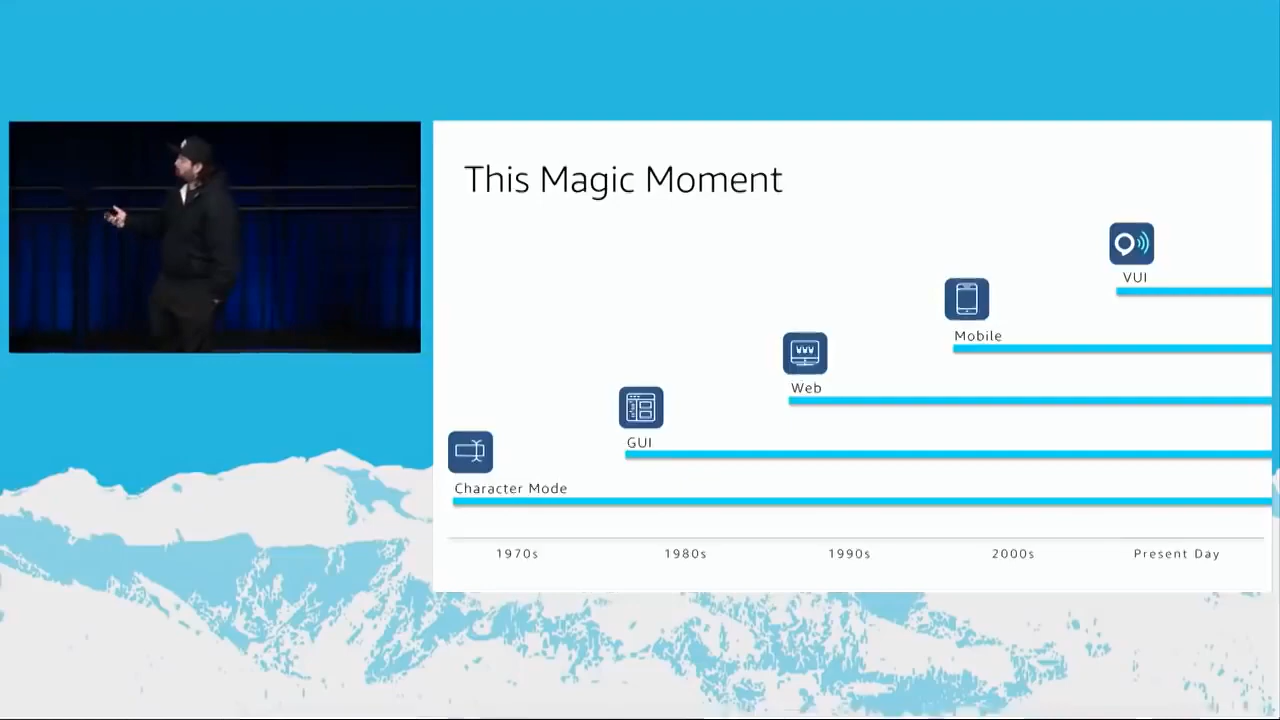 This Magic Moment
VUI
Mobile
Web
GUI
Character Mode
1970s 1980s 1990s 2000s Present Day